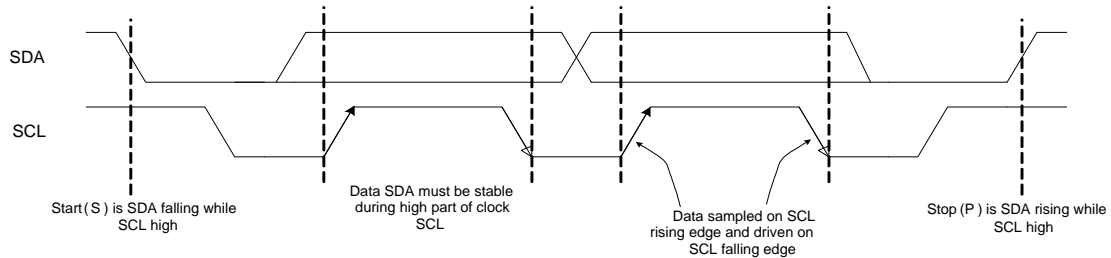 SDA
SCL
Start(S) is SDA falling while
SCL high
Data SDA must be stable
during high part of clock
SCL
Data sampled on SCL
rising edge and driven on
SCL falling edge
Stop(P) is SDA rising while
SCL high